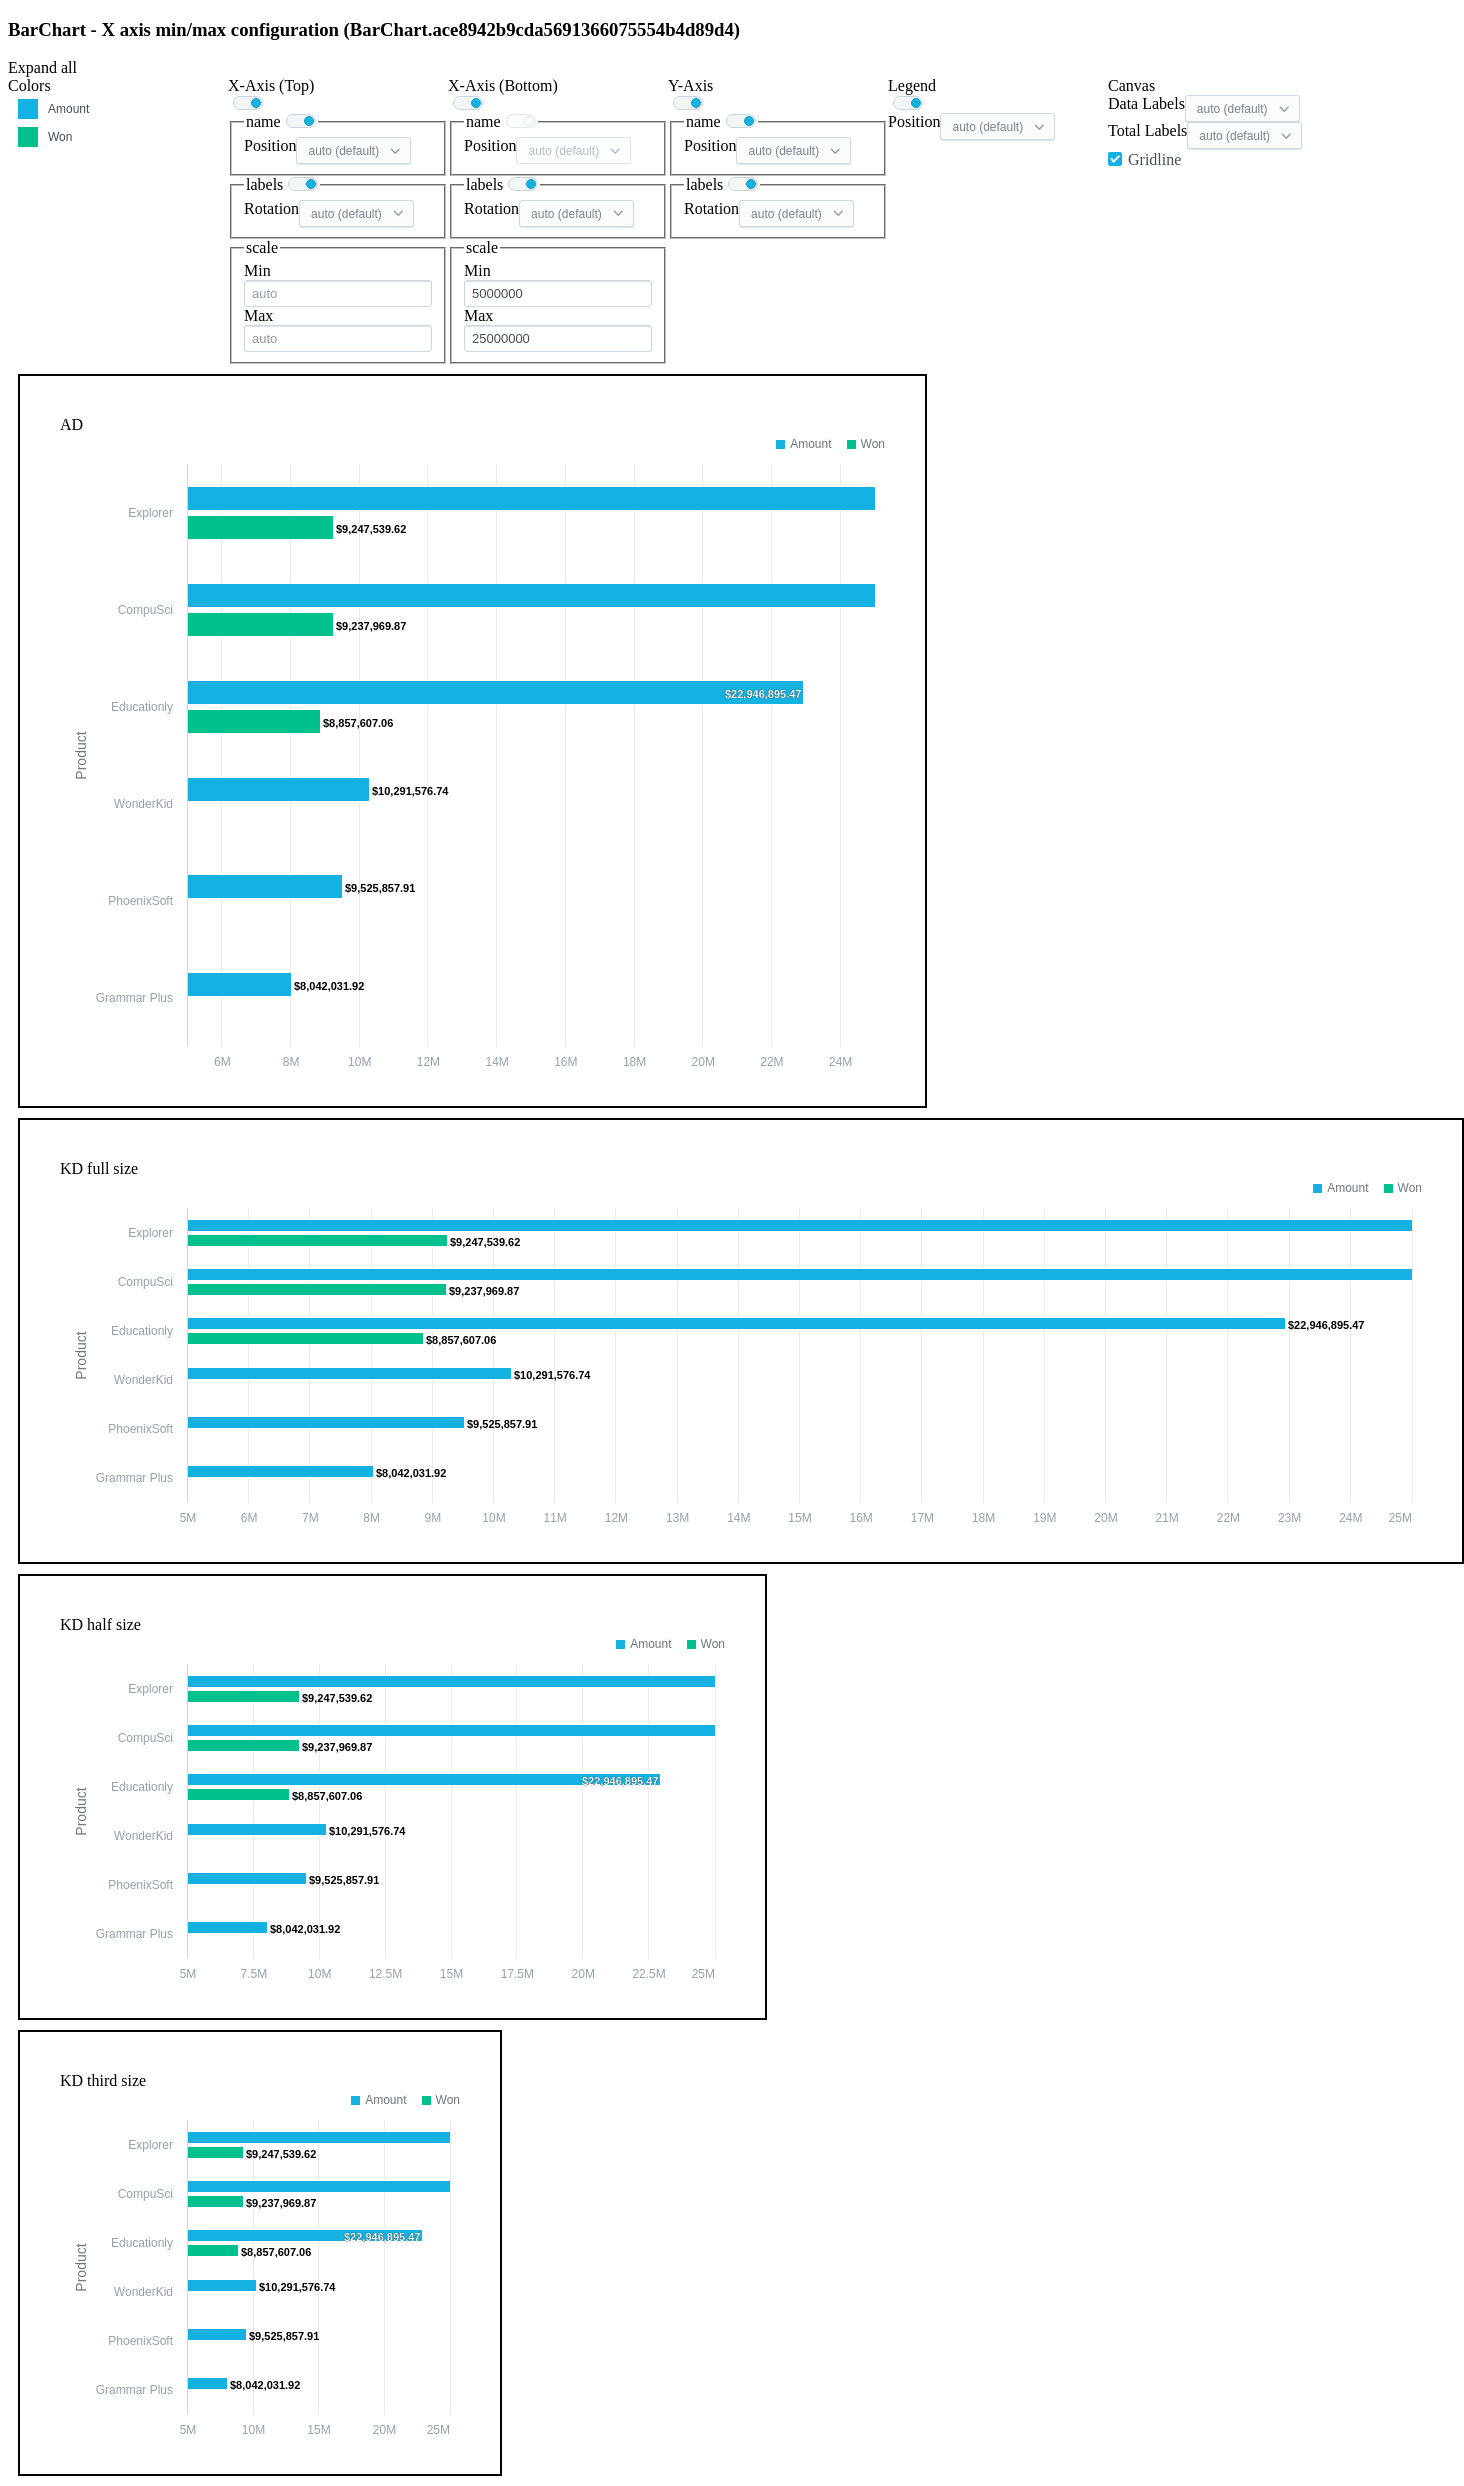 BarChart - X axis min/max configuration (BarChart.ace8942b9cda5691366075554b4d89d4)
Expand all
Colors
Amount
Won
X-Axis (Top)
name
Position auto (default)
labels
Rotation auto (default)
scale
Min
auto
Max
auto
X-Axis (Bottom)
name
Position auto (default)
labels
Rotation auto (default)
scale
Min
5000000
Max
25000000
Y-Axis
name
Position auto (default)
labels
Rotation auto (default)
Legend
Position auto (default)
Canvas
Data Labels auto (default)
Total Labels auto (default)
Gridline
AD
Amount Won
Product
Explorer
$9,247,539.62
CompuSci
$9,237,969.87
Educationly
$22,946,895.47
$8,857,607.06
WonderKid
$10,291,576.74
PhoenixSoft
$9,525,857.91
Grammar Plus
$8,042,031.92
6M 8M 10M 12M 14M 16M 18M 20M 22M 24M
KD full size
Amount Won
Product
Explorer
$9,247,539.62
CompuSci
$9,237,969.87
Educationly
$22,946,895.47
$8,857,607.06
WonderKid
$10,291,576.74
PhoenixSoft
$9,525,857.91
Grammar Plus
$8,042,031.92
5M 6M 7M 8M 9M 10M 11M 12M 13M 14M 15M 16M 17M 18M 19M 20M 21M 22M 23M 24M 25M
KD half size
Amount Won
Product
Explorer
$9,247,539.62
CompuSci
$9,237,969.87
Educationly
$22,946,895.47
$8,857,607.06
WonderKid
$10,291,576.74
PhoenixSoft
$9,525,857.91
Grammar Plus
$8,042,031.92
5M 7.5M 10M 12.5M 15M 17.5M 20M 22.5M 25M
KD third size
Amount Won
Product
Explorer
$9,247,539.62
CompuSci
$9,237,969.87
Educationly
$22,946,895.47
$8,857,607.06
WonderKid
$10,291,576.74
PhoenixSoft
$9,525,857.91
Grammar Plus
$8,042,031.92
5M 10M 15M 20M 25M